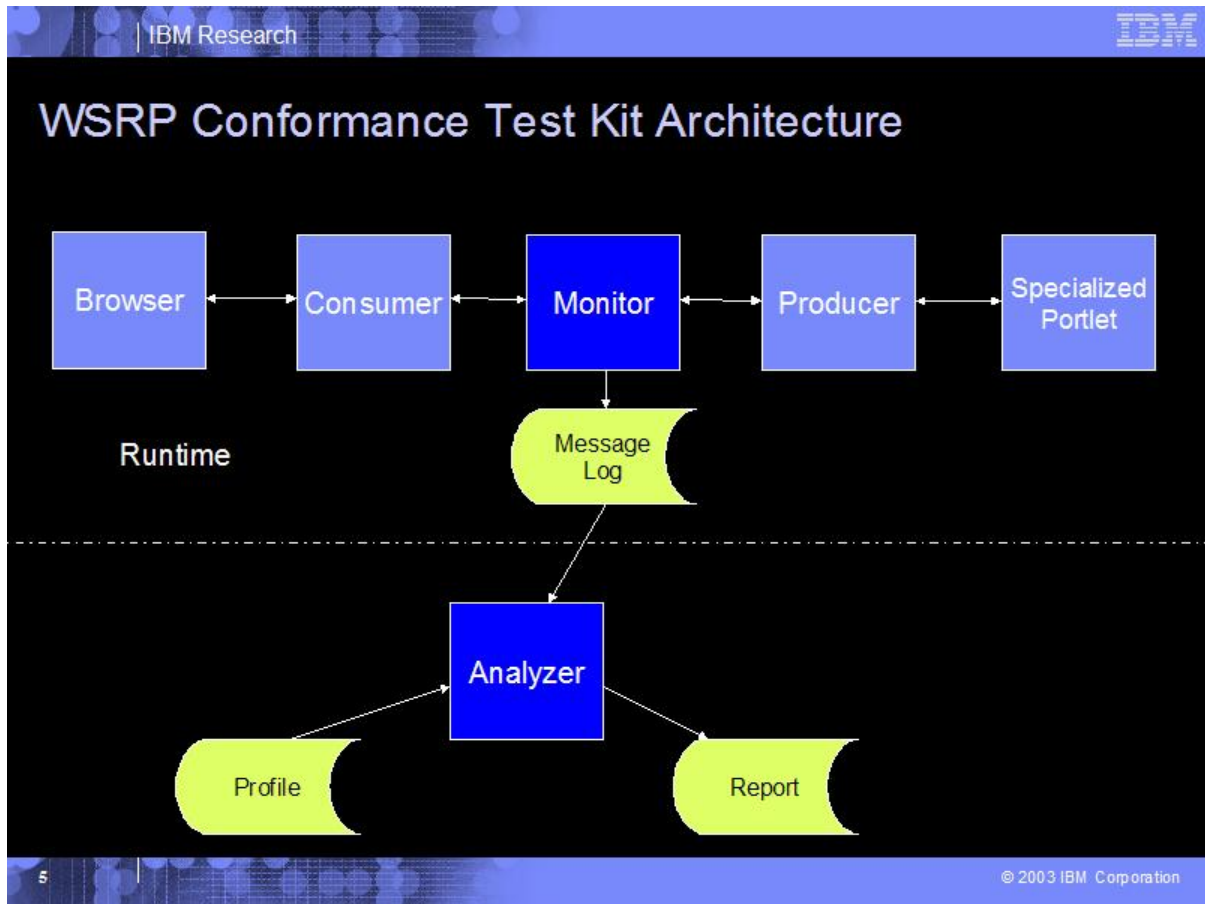 IBM Research
IBM
WSRP Conformance Test Kit Architecture
Browser
Consumer
Monitor
Producer
Specialized
Portlet
Runtime
Message
Log
Analyzer
Profile
Report
5
© 2003 IBM Corporation